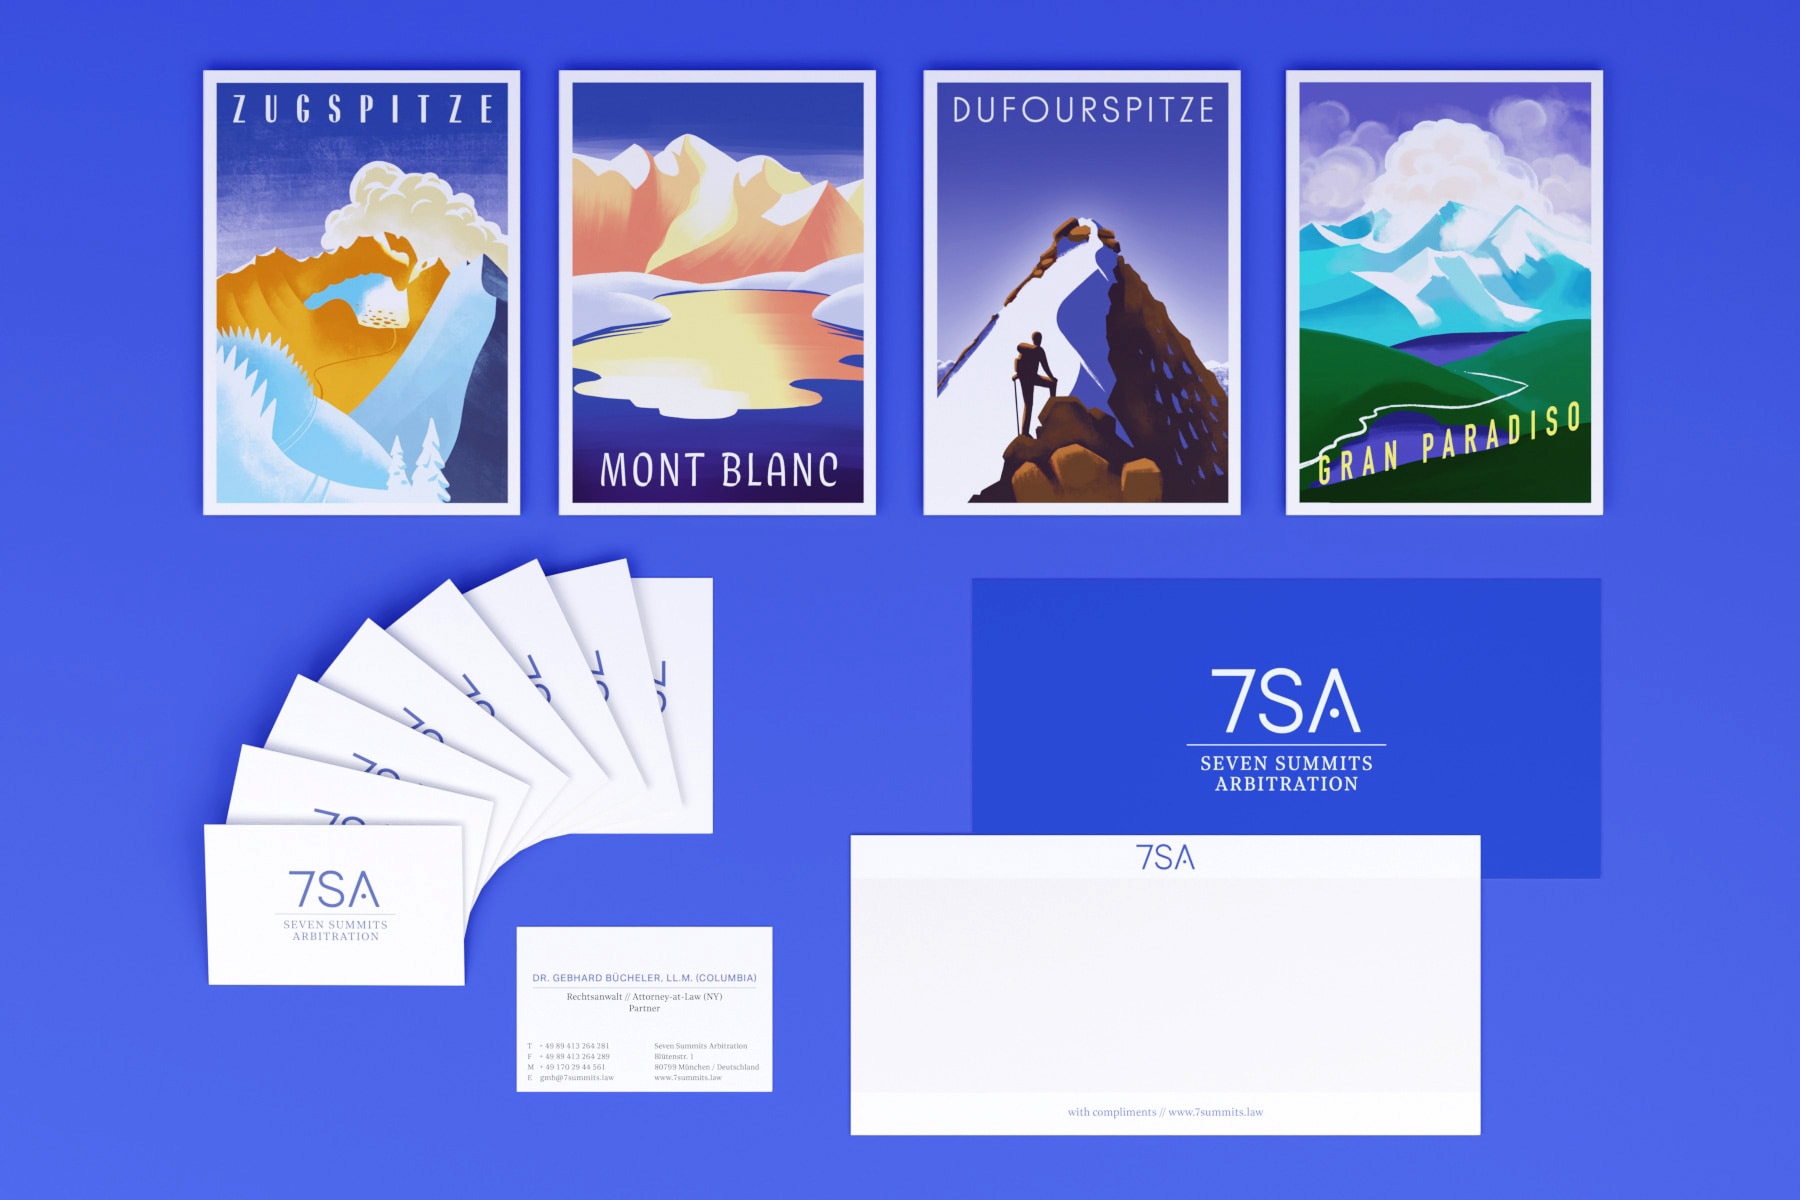 ZUGSPITZE
MONT BLANC
DUFOURSPITZE
GRAN PARADISO
7SA
SEVEN SUMMITS
ARBITRATION
7SA
SEVEN SUMMITS
ARBITRATION
DR. GEBHARD BÜCHELER, LL.M. (COLUMBIA)
Rechtsanwalt // Attorney-at-Law (NY)
Partner
T + 49 89 413 264 281
F + 49 89 413 264 289
M + 49 170 29 44 561
E gmb@7summits.law
Seven Summits Arbitration
Blütenstr. 1
80799 München / Deutschland
www.7summits.law
7SA
with compliments // www.7summits.law